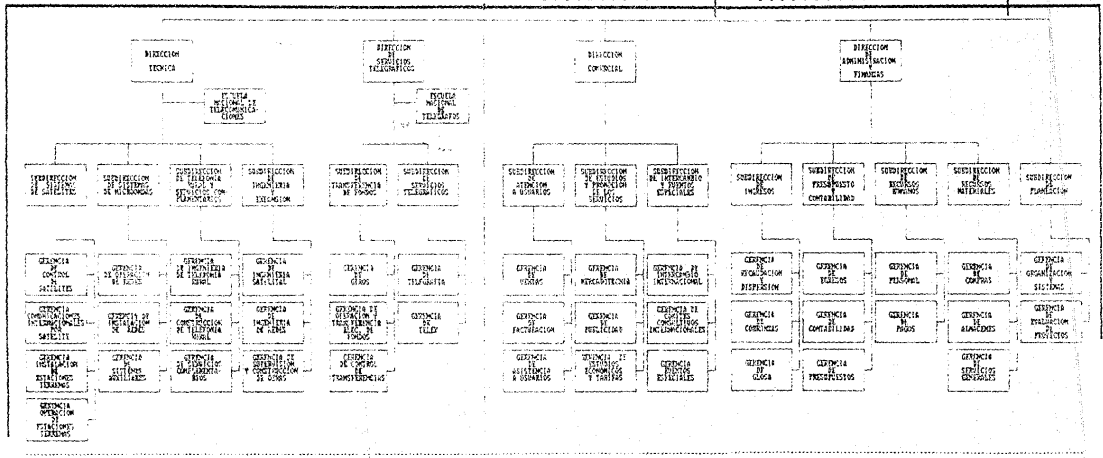 DIRECCION
TECNICA
DIRECCION
DE
SERVICIOS
TELEGRAFICOS
DIRECCION
COMERCIAL
DIRECCION
DE
ADMINISTRACION
Y
FINANZAS
ESCUELA
NACIONAL DE
TELECOMUNICA-
CIONES
ESCUELA
NACIONAL
DE
TELEGRAFOS
SUBDIRECCION
DE SISTEMAS
DE SATELITES
SUBDIRECCION
DE SISTEMAS
DE MICROONDAS
SUBDIRECCION
DE TELEFONIA
RURAL Y
SERVICIOS COM-
PLEMENTARIOS
SUBDIRECCION
DE
INGENIERIA
Y
EXPANSION
SUBDIRECCION
DE
TRANSFERENCIA
DE FONDOS
SUBDIRECCION
DE
SERVICIOS
TELEGRAFICOS
SUBDIRECCION
DE
ATENCION
A USUARIOS
SUBDIRECCION
DE ESTUDIOS
Y PROMOCION
DE LOS
SERVICIOS
SUBDIRECCION
DE INTERCAMBIO
Y EVENTOS
ESPECIALES
SUBDIRECCION
DE
INGRESOS
SUBDIRECCION
DE
PRESUPUESTO
Y
CONTABILIDAD
SUBDIRECCION
DE
RECURSOS
HUMANOS
SUBDIRECCION
DE
RECURSOS
MATERIALES
SUBDIRECCION
DE
PLANEACION
GERENCIA
DE
CONTROL
DE
SATELITES
GERENCIA
DE OPERACION
DE REDES
GERENCIA
DE INGENIERIA
DE TELEFONIA
RURAL
GERENCIA
DE
INGENIERIA
SATELITAL
GERENCIA
DE
GIROS
GERENCIA
DE
TELEGRAFIA
GERENCIA
DE
VENTAS
GERENCIA
DE
MERCADOTECNIA
GERENCIA DE
INTERCAMBIO
INTERNACIONAL
GERENCIA
DE
RECAUDACION
Y
DISPERSION
GERENCIA
DE
EGRESOS
GERENCIA
DE
PERSONAL
GERENCIA
DE
COMPRAS
GERENCIA
DE
ORGANIZACION
Y
SISTEMAS
GERENCIA
COMUNICACIONES
INTERNACIONALES
POR
SATELITE
GERENCIA DE
INSTALACION
DE REDES
GERENCIA
DE
CONSTRUCCION
DE TELEFONIA
RURAL
GERENCIA
DE
INGENIERIA
DE REDES
GERENCIA DE
OPERACION DE
TRANSFERENCIA
ELEC. DE
FONDOS
GERENCIA
DE
TELEX
GERENCIA
DE
FACTURACION
GERENCIA
DE
PUBLICIDAD
GERENCIA
DE COMITES
CONSULTIVOS
INTERNACIONALES
GERENCIA
DE
COBRANZAS
GERENCIA
DE
CONTABILIDAD
GERENCIA
DE
PAGOS
GERENCIA
DE
ALMACENES
GERENCIA
DE
EVALUACION
DE
PROYECTOS
GERENCIA
INSTALACION
DE
ESTACIONES
TERRENAS
GERENCIA
DE
SISTEMAS
AUXILIARES
GERENCIA
DE SERVICIOS
COMPLEMENTA-
RIOS
GERENCIA DE
SUPERVISION
Y CONSTRUCCION
DE OBRAS
GERENCIA
DE CONTROL
DE
TRANSFERENCIAS
GERENCIA
DE
ASISTENCIA
A USUARIOS
GERENCIA DE
ESTUDIOS
ECONOMICOS
Y TARIFAS
GERENCIA
EVENTOS
ESPECIALES
GERENCIA
DE
GLOSA
GERENCIA
DE
PRESUPUESTOS
GERENCIA
DE
SERVICIOS
GENERALES
GERENCIA
OPERACION
DE
ESTACIONES
TERRENAS